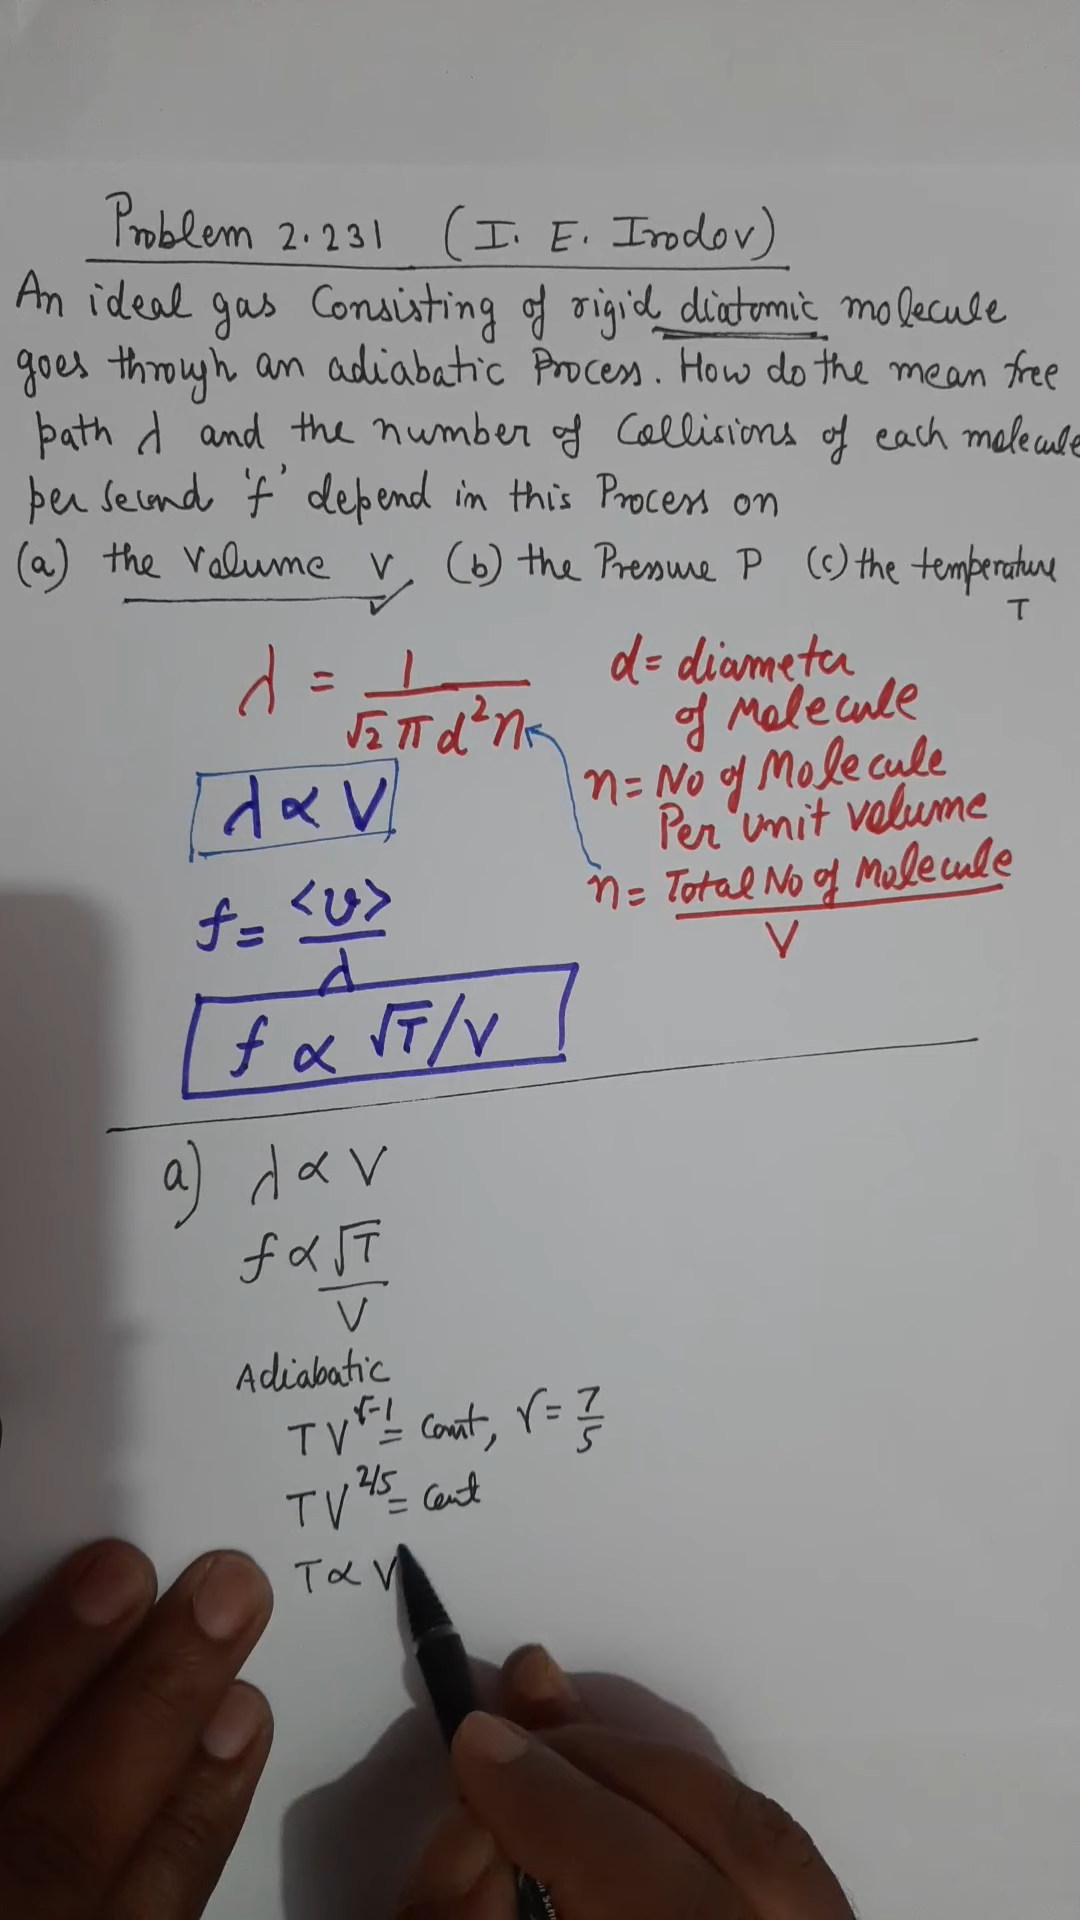 Problem 2.231 (I. E. Irodov)
An ideal gas Consisting of rigid diatomic molecule
goes through an adiabatic Process. How do the mean free
path λ and the number of Collisions of each molecule
per second 'f' depend in this Process on
(a) the Volume V (b) the Pressure P (c) the temperature
T
λ = 1/√2 π d²n
d = diameter
of Molecule
n = No of Molecule
Per unit volume
n = Total No of Molecule / V
λ ∝ V
f = <v>/λ
f ∝ √T/V
a) λ ∝ V
f ∝ √T/V
Adiabatic
TV^γ-1 = Const, γ = 7/5
TV^2/5 = Const
T ∝ V